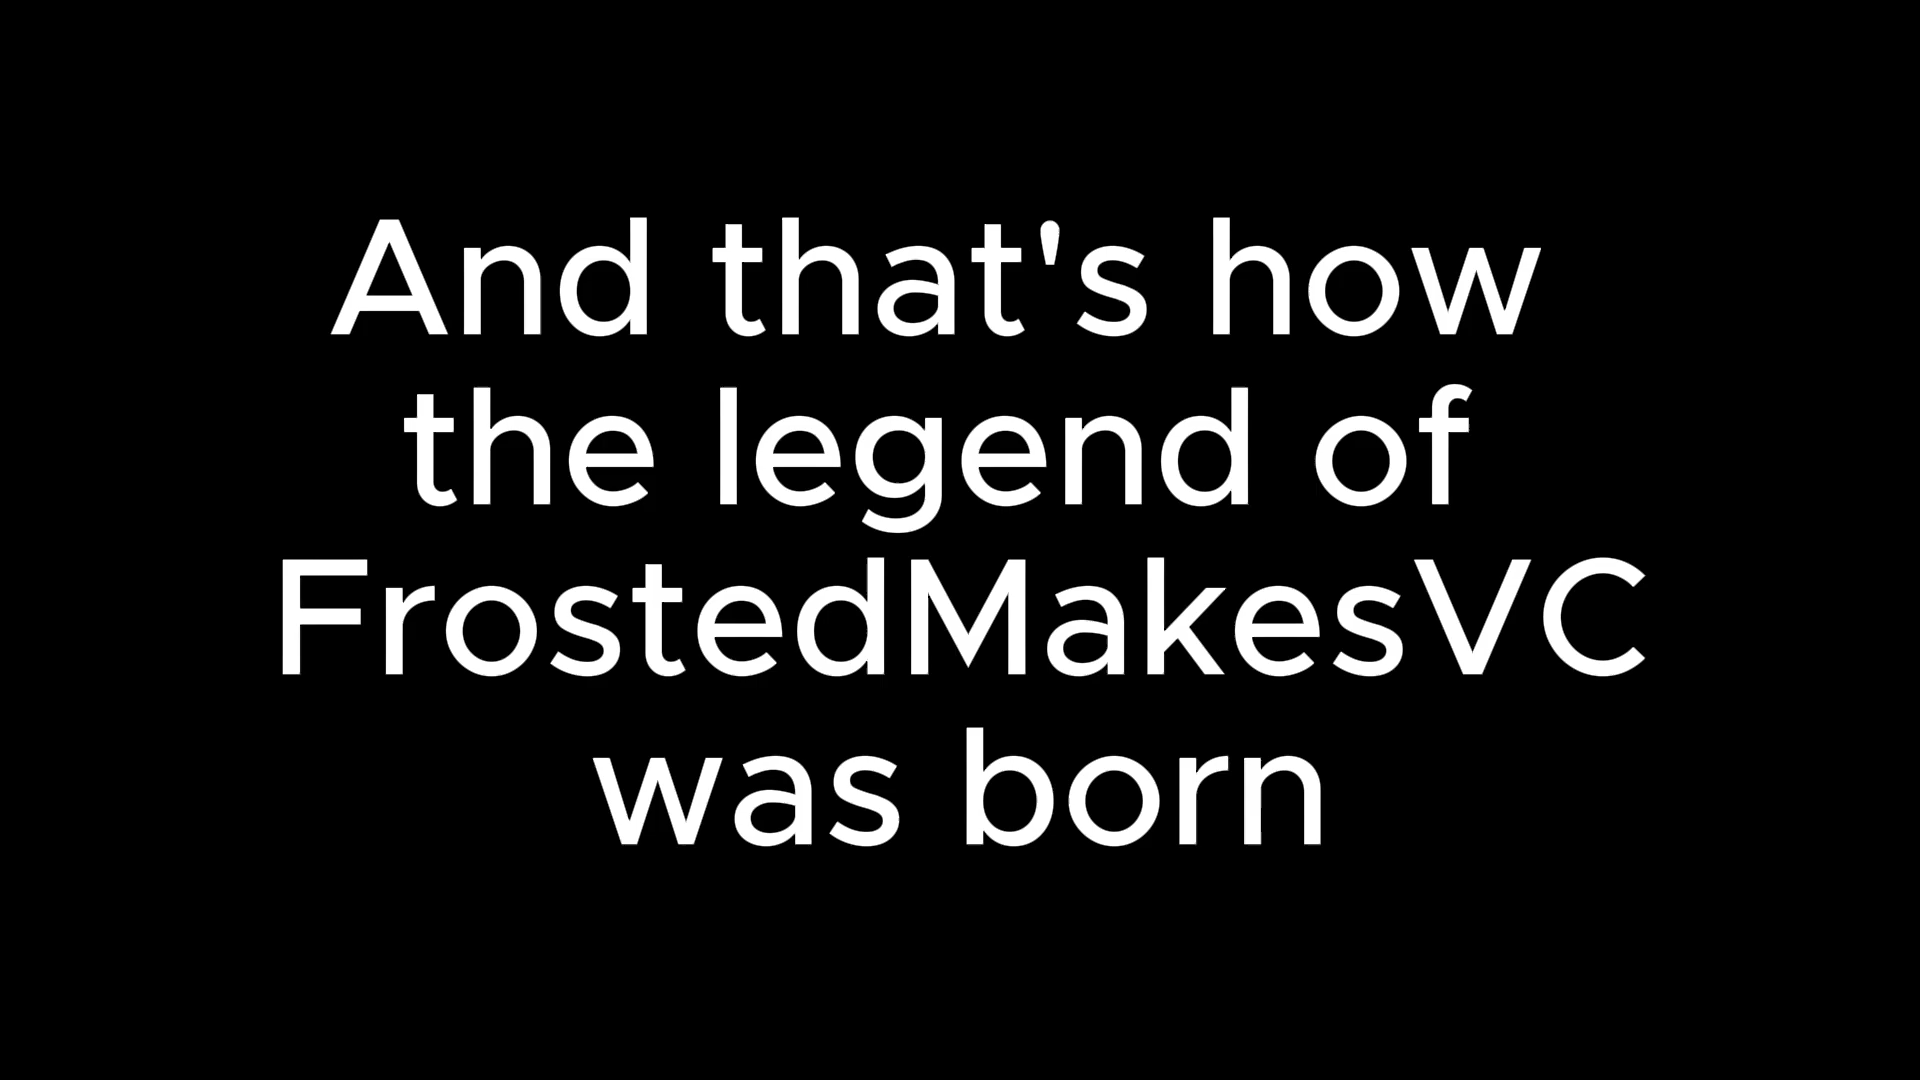 And that's how
the legend of
FrostedMakesVC
was born